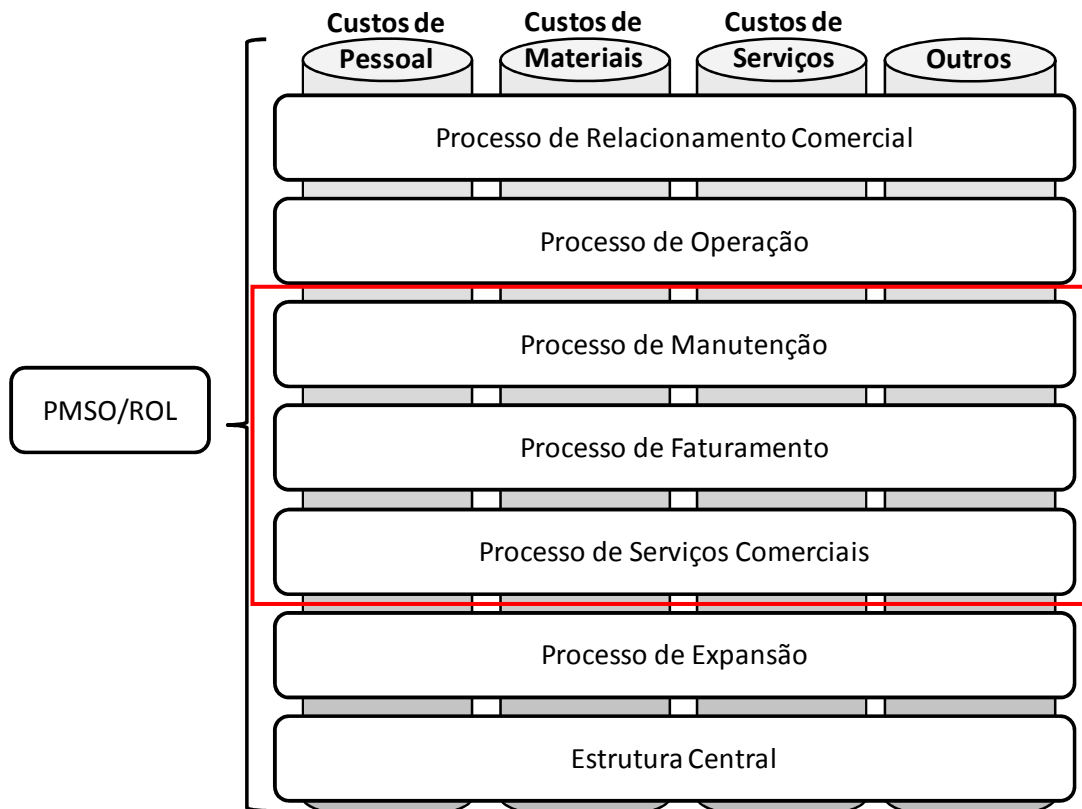 Custos de
Pessoal
Custos de
Materiais
Custos de
Serviços
Outros
Processo de Relacionamento Comercial
Processo de Operação
Processo de Manutenção
PMSO/ROL
Processo de Faturamento
Processo de Serviços Comerciais
Processo de Expansão
Estrutura Central